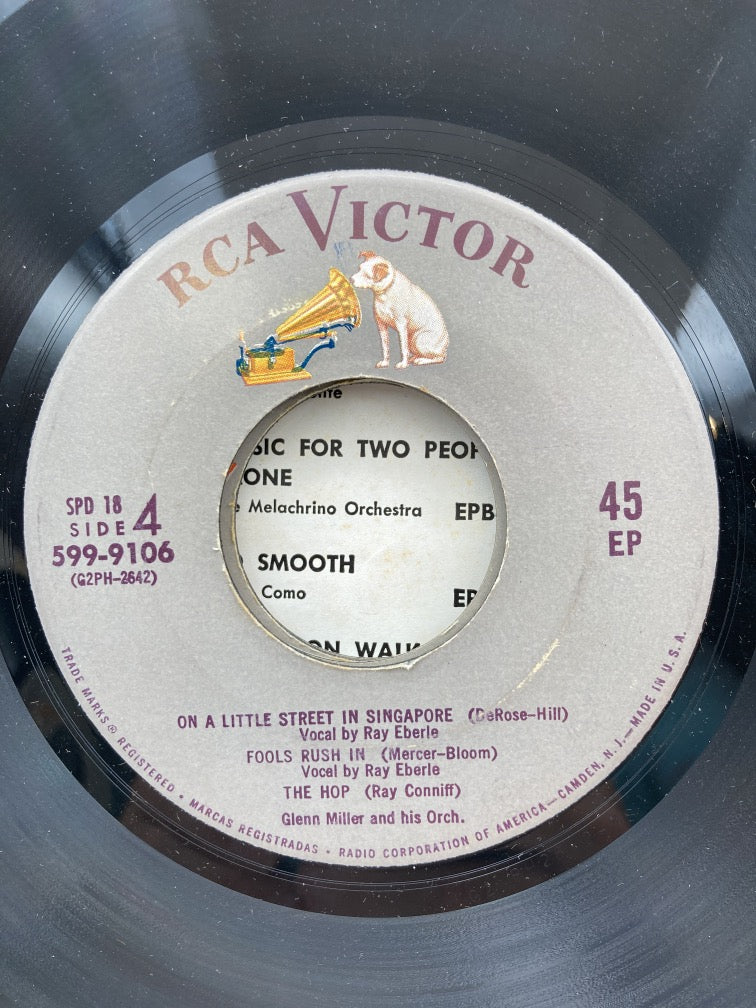 RCA VICTOR
SPD 18
SIDE 4
599-9106
(G2PH-2642)
45
EP
SIC FOR TWO PEOP
ONE
Melachrino Orchestra EPB
SMOOTH
Como EP
ON WALK
ON A LITTLE STREET IN SINGAPORE (DeRose-Hill)
Vocal by Ray Eberle
FOOLS RUSH IN (Mercer-Bloom)
Vocal by Ray Eberle
THE HOP (Ray Conniff)
Glenn Miller and his Orch.
TRADE MARKS ® REGISTERED • MARCAS REGISTRADAS • RADIO CORPORATION OF AMERICA—CAMDEN, N. J.—MADE IN U. S. A.